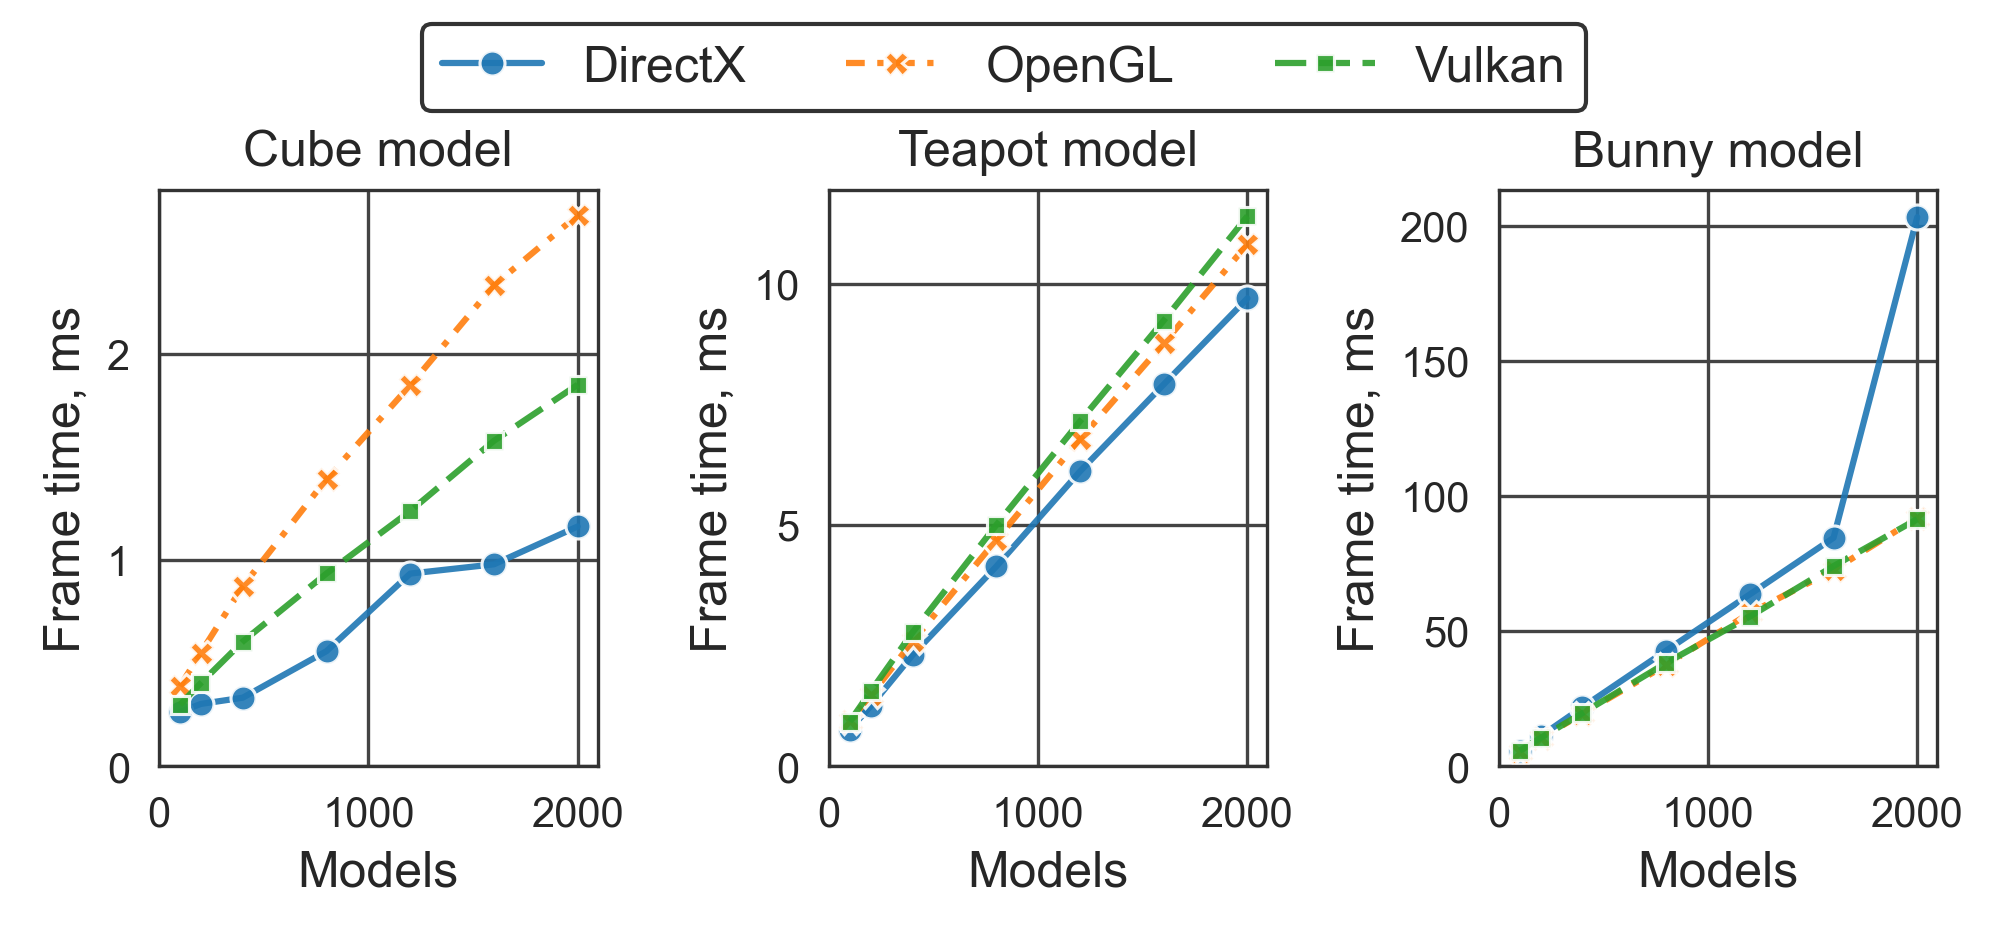 DirectX OpenGL Vulkan
Cube model
Frame time, ms
2
1
0
0 1000 2000
Models
Teapot model
Frame time, ms
10
5
0
0 1000 2000
Models
Bunny model
Frame time, ms
200
150
100
50
0
0 1000 2000
Models